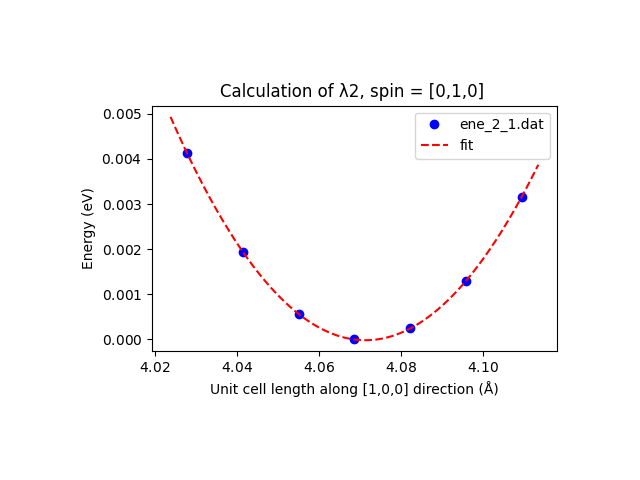 Calculation of λ2, spin = [0,1,0]
ene_2_1.dat
fit
Energy (eV)
0.005
0.004
0.003
0.002
0.001
0.000
4.02 4.04 4.06 4.08 4.10
Unit cell length along [1,0,0] direction (Å)